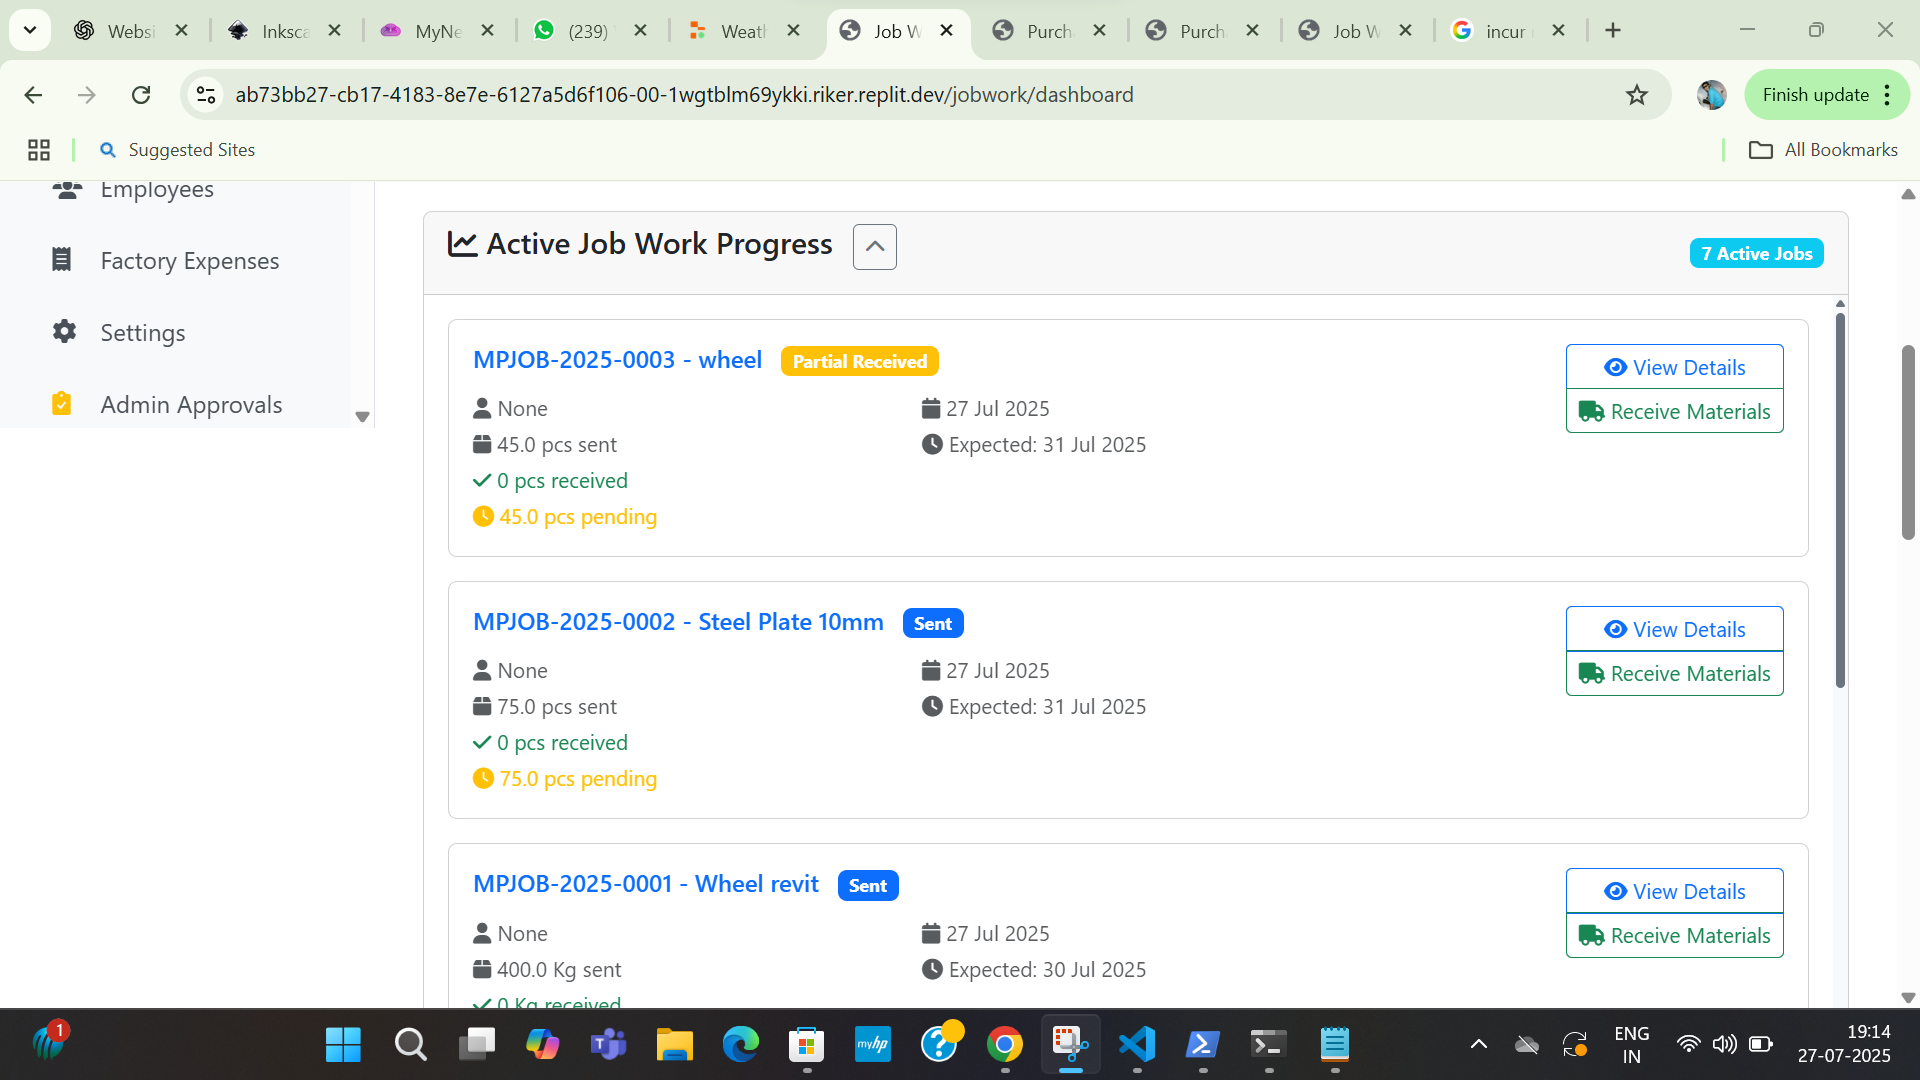 Websi
Inksca
MyNe
(239)
Weath
Job W
Purch
Purch
Job W
incur
ab73bb27-cb17-4183-8e7e-6127a5d6f106-00-1wgtblm69ykki.riker.replit.dev/jobwork/dashboard
Finish update
Suggested Sites
All Bookmarks
Employees
Factory Expenses
Settings
Admin Approvals
Active Job Work Progress
7 Active Jobs
MPJOB-2025-0003 - wheel Partial Received
View Details
Receive Materials
None
27 Jul 2025
45.0 pcs sent
Expected: 31 Jul 2025
0 pcs received
45.0 pcs pending
MPJOB-2025-0002 - Steel Plate 10mm Sent
View Details
Receive Materials
None
27 Jul 2025
75.0 pcs sent
Expected: 31 Jul 2025
0 pcs received
75.0 pcs pending
MPJOB-2025-0001 - Wheel revit Sent
View Details
Receive Materials
None
27 Jul 2025
400.0 Kg sent
Expected: 30 Jul 2025
0 Kg received
1
myhp
ENG
IN
19:14
27-07-2025